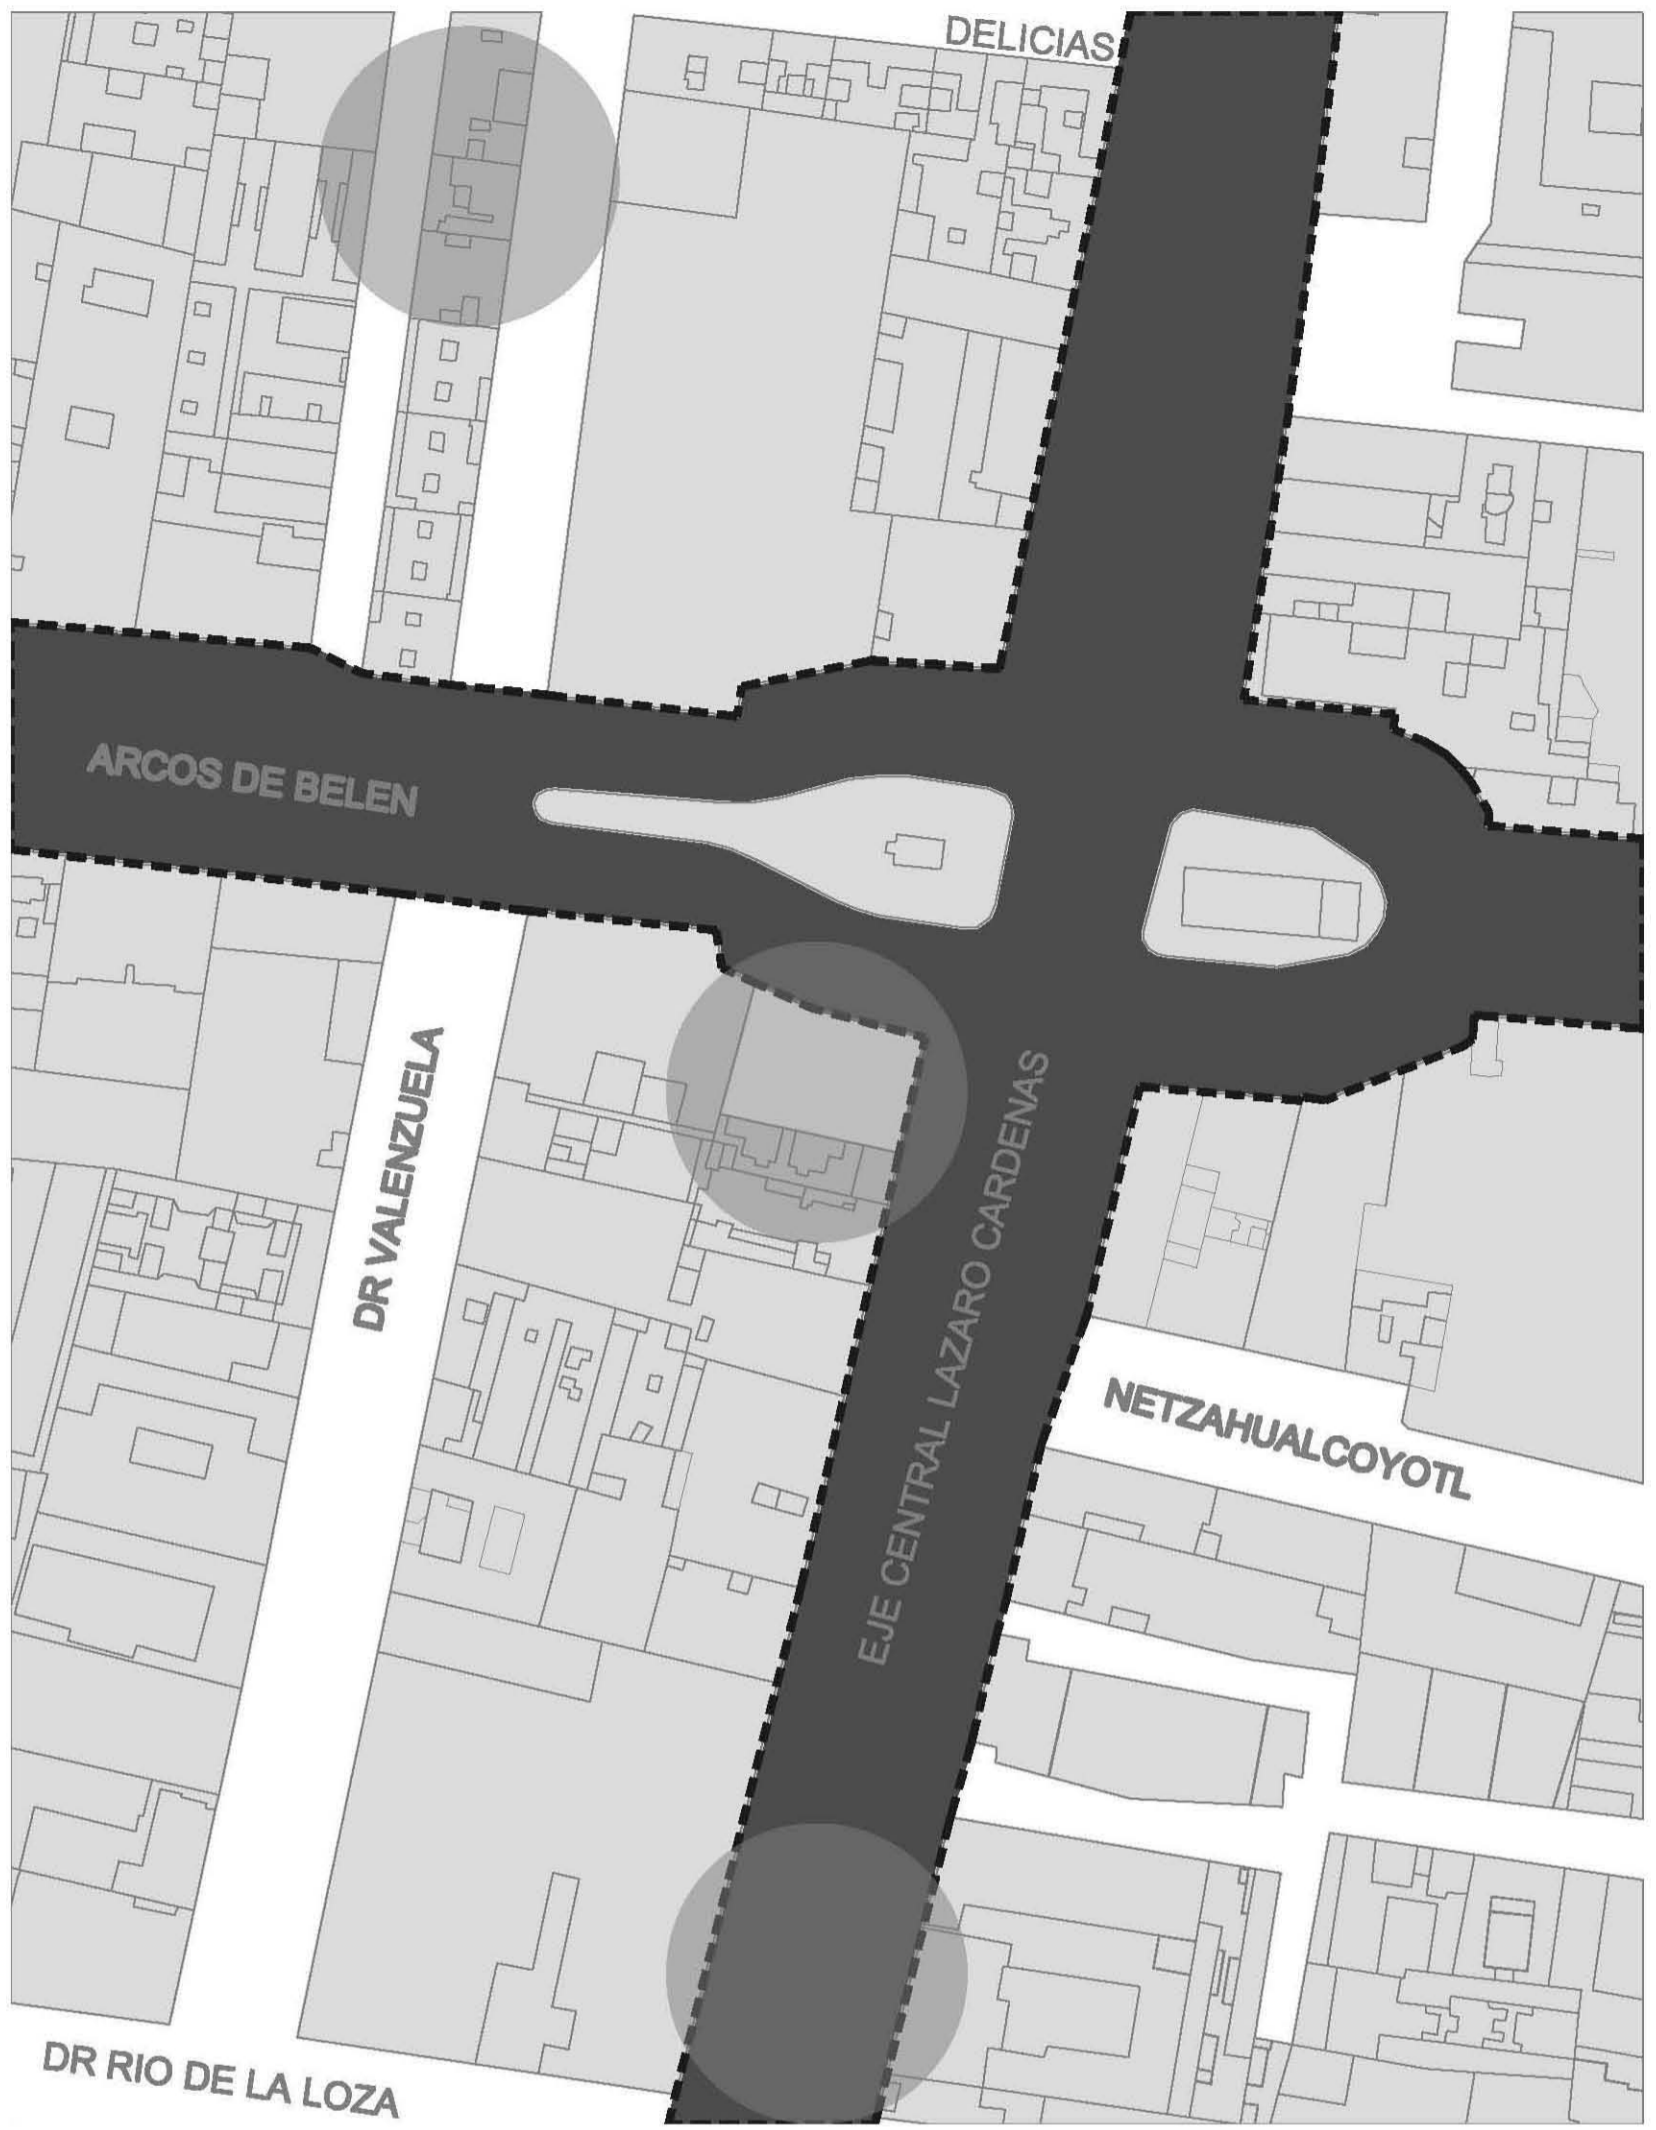 DELICIAS
ARCOS DE BELEN
DR VALENZUELA
EJE CENTRAL LAZARO CARDENAS
NETZAHUALCOYOTL
DR RIO DE LA LOZA